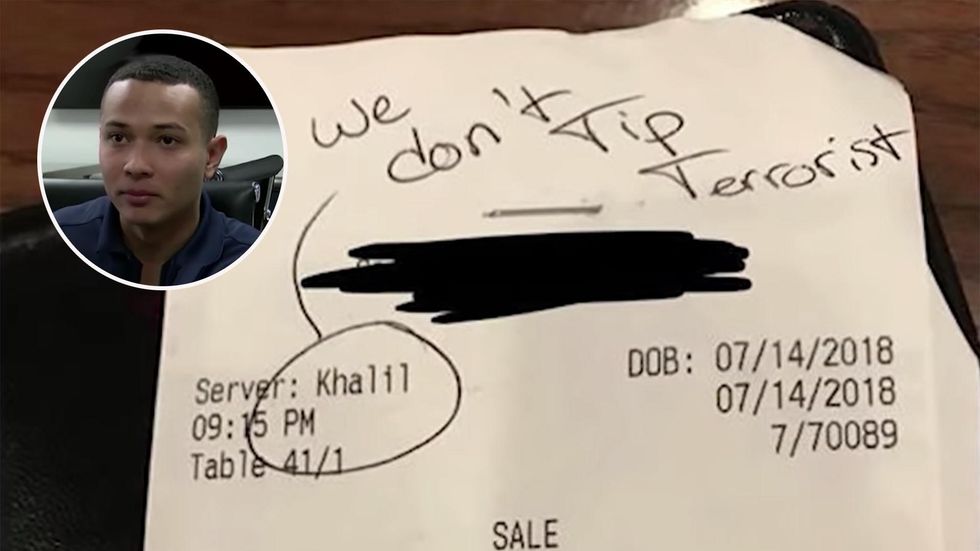 We don't Tip
Terrorist
Server: Khalil
09:15 PM
Table 41/1
DOB: 07/14/2018
07/14/2018
7/70089
SALE